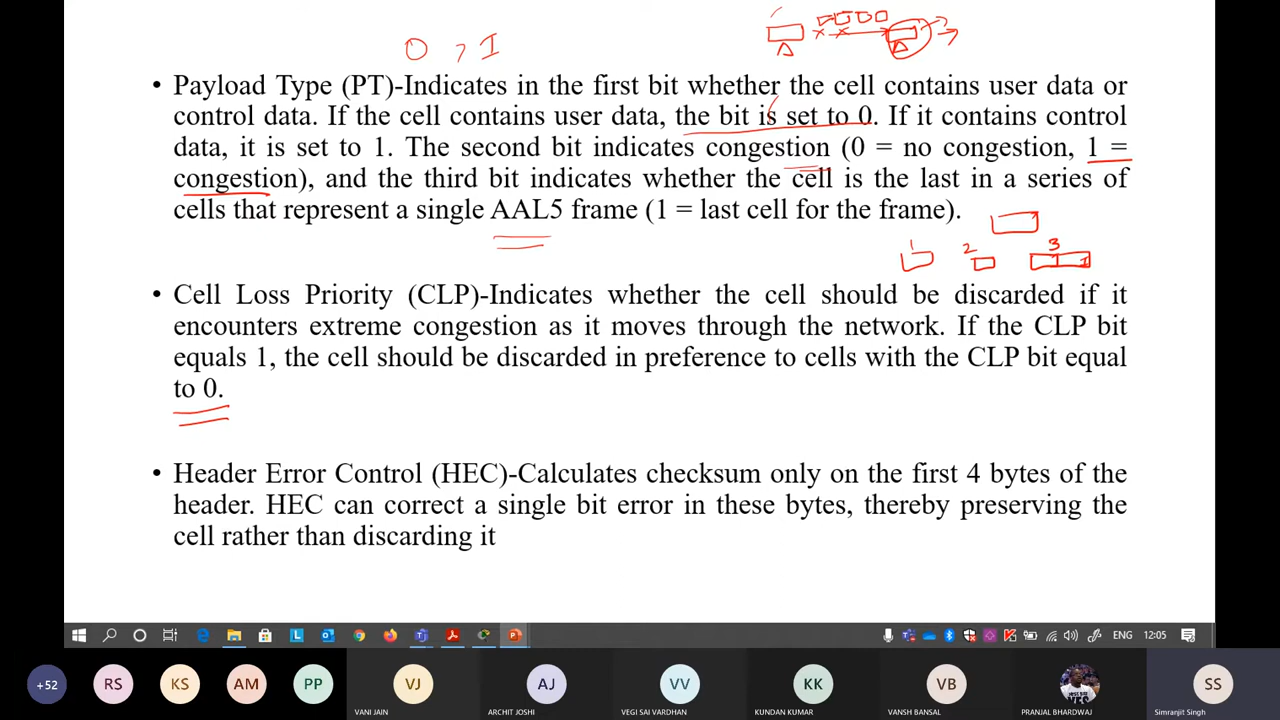 0 , 1
• Payload Type (PT)-Indicates in the first bit whether the cell contains user data or
control data. If the cell contains user data, the bit is set to 0. If it contains control
data, it is set to 1. The second bit indicates congestion (0 = no congestion, 1 =
congestion), and the third bit indicates whether the cell is the last in a series of
cells that represent a single AAL5 frame (1 = last cell for the frame).
1 2 3 1
• Cell Loss Priority (CLP)-Indicates whether the cell should be discarded if it
encounters extreme congestion as it moves through the network. If the CLP bit
equals 1, the cell should be discarded in preference to cells with the CLP bit equal
to 0.
• Header Error Control (HEC)-Calculates checksum only on the first 4 bytes of the
header. HEC can correct a single bit error in these bytes, thereby preserving the
cell rather than discarding it
ENG 12:05
+52 RS KS AM PP VJ AJ VV KK VB SS
VANI JAIN ARCHIT JOSHI VEGI SAI VARDHAN KUNDAN KUMAR VANSH BANSAL PRANJAL BHARDWAJ Simranjit Singh